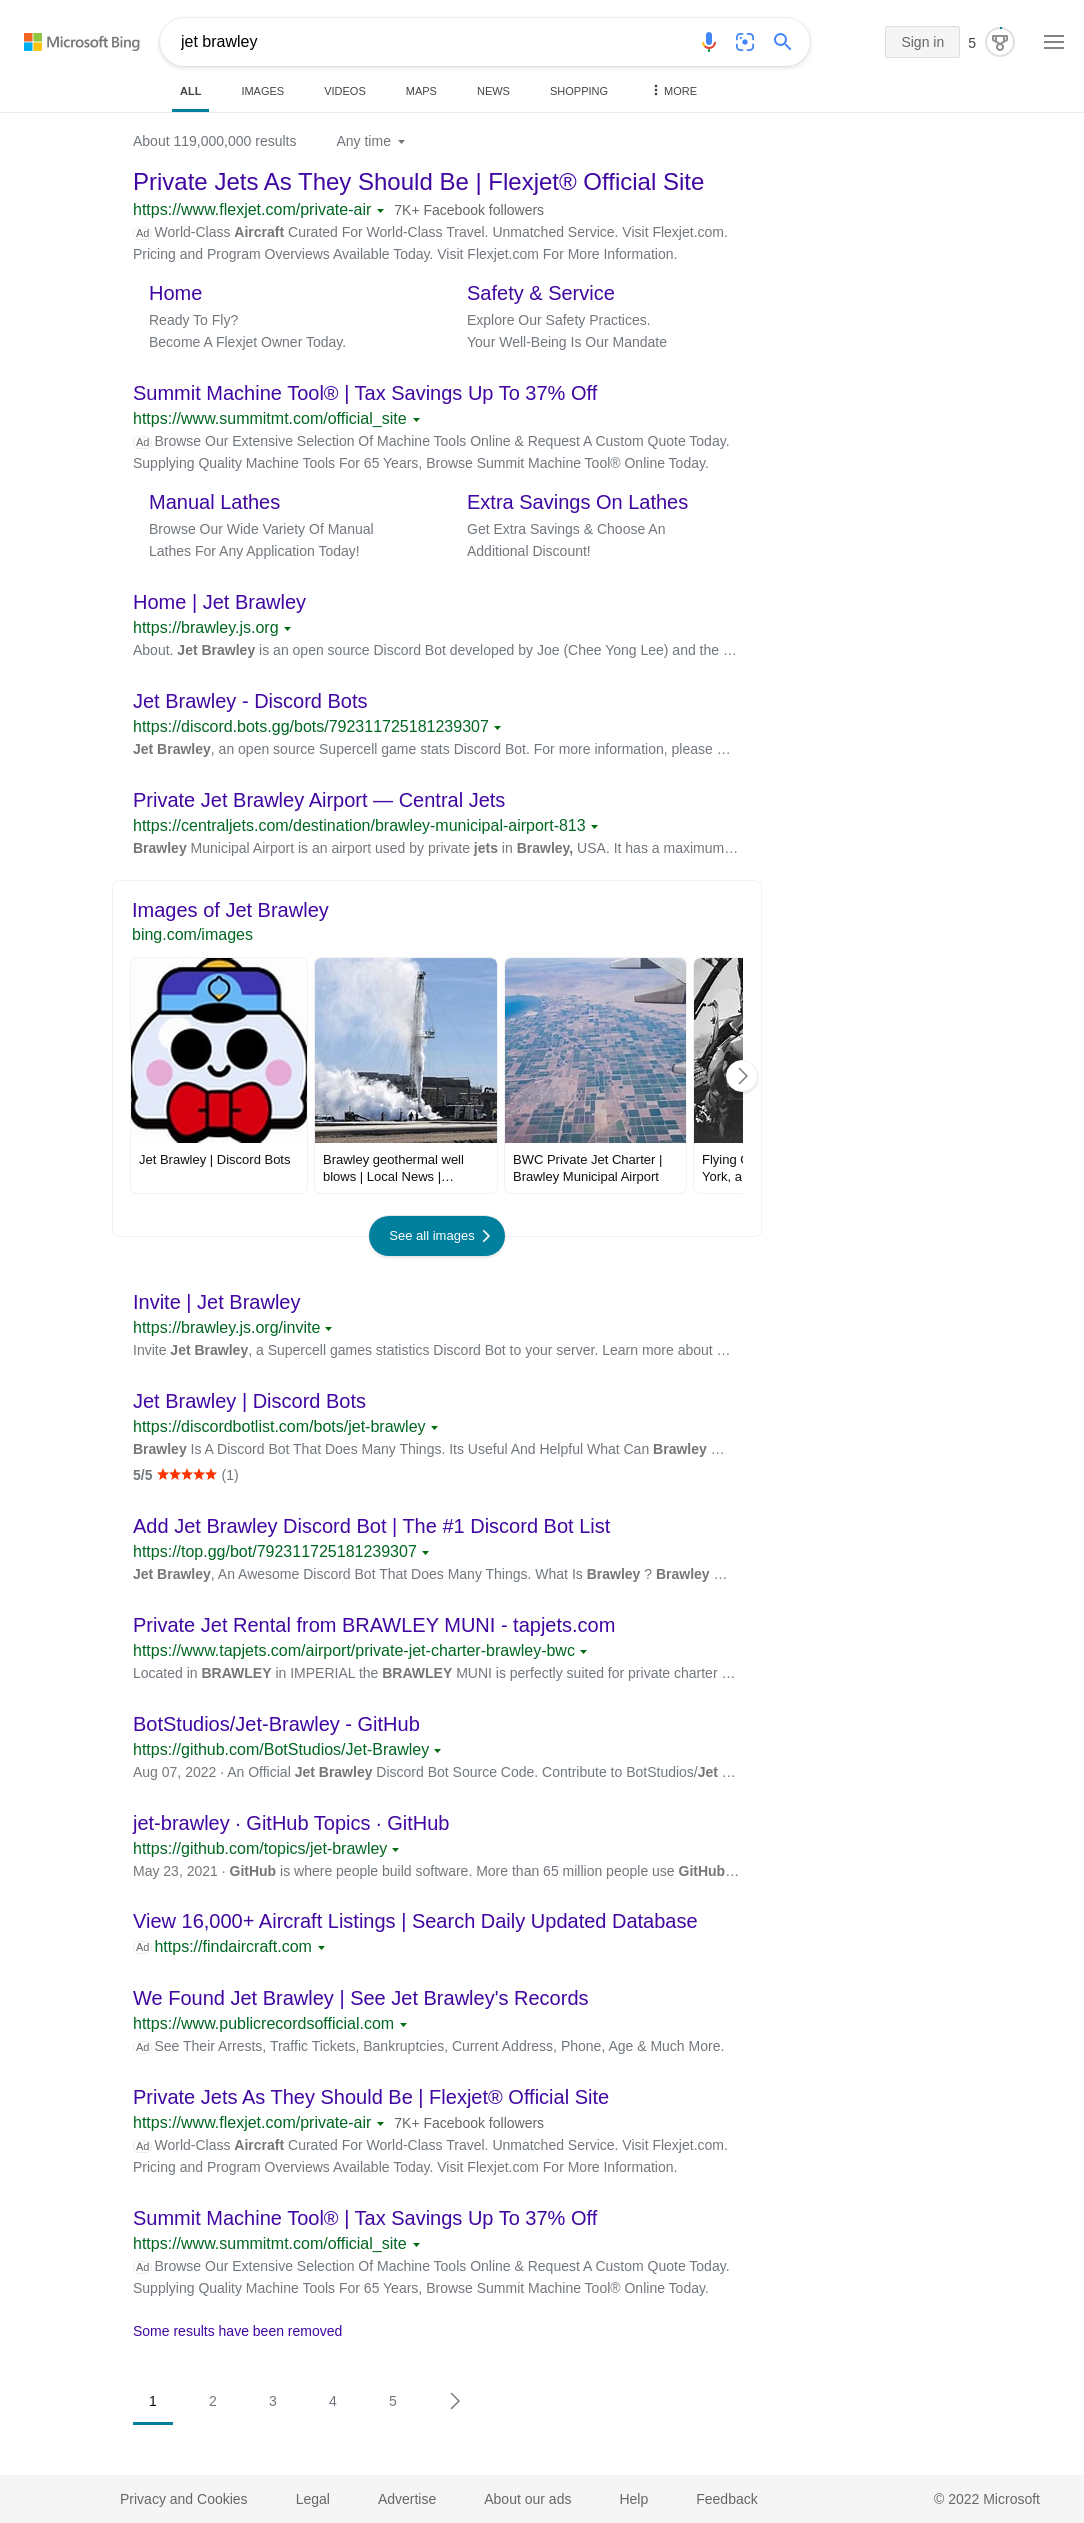 Microsoft Bing
jet brawley
Sign in
5
ALL
IMAGES
VIDEOS
MAPS
NEWS
SHOPPING
MORE
About 119,000,000 results
Any time
Private Jets As They Should Be | Flexjet® Official Site
https://www.flexjet.com/private-air 7K+ Facebook followers
Ad World-Class Aircraft Curated For World-Class Travel. Unmatched Service. Visit Flexjet.com.
Pricing and Program Overviews Available Today. Visit Flexjet.com For More Information.
Home
Ready To Fly?
Become A Flexjet Owner Today.
Safety & Service
Explore Our Safety Practices.
Your Well-Being Is Our Mandate
Summit Machine Tool® | Tax Savings Up To 37% Off
https://www.summitmt.com/official_site
Ad Browse Our Extensive Selection Of Machine Tools Online & Request A Custom Quote Today.
Supplying Quality Machine Tools For 65 Years, Browse Summit Machine Tool® Online Today.
Manual Lathes
Browse Our Wide Variety Of Manual
Lathes For Any Application Today!
Extra Savings On Lathes
Get Extra Savings & Choose An
Additional Discount!
Home | Jet Brawley
https://brawley.js.org
About. Jet Brawley is an open source Discord Bot developed by Joe (Chee Yong Lee) and the …
Jet Brawley - Discord Bots
https://discord.bots.gg/bots/792311725181239307
Jet Brawley, an open source Supercell game stats Discord Bot. For more information, please …
Private Jet Brawley Airport — Central Jets
https://centraljets.com/destination/brawley-municipal-airport-813
Brawley Municipal Airport is an airport used by private jets in Brawley, USA. It has a maximum…
Images of Jet Brawley
bing.com/images
Jet Brawley | Discord Bots
Brawley geothermal well
blows | Local News |…
BWC Private Jet Charter |
Brawley Municipal Airport
Flying
York, a
See all images
Invite | Jet Brawley
https://brawley.js.org/invite
Invite Jet Brawley, a Supercell games statistics Discord Bot to your server. Learn more about …
Jet Brawley | Discord Bots
https://discordbotlist.com/bots/jet-brawley
Brawley Is A Discord Bot That Does Many Things. Its Useful And Helpful What Can Brawley …
5/5 ★★★★★ (1)
Add Jet Brawley Discord Bot | The #1 Discord Bot List
https://top.gg/bot/792311725181239307
Jet Brawley, An Awesome Discord Bot That Does Many Things. What Is Brawley ? Brawley …
Private Jet Rental from BRAWLEY MUNI - tapjets.com
https://www.tapjets.com/airport/private-jet-charter-brawley-bwc
Located in BRAWLEY in IMPERIAL the BRAWLEY MUNI is perfectly suited for private charter …
BotStudios/Jet-Brawley - GitHub
https://github.com/BotStudios/Jet-Brawley
Aug 07, 2022 · An Official Jet Brawley Discord Bot Source Code. Contribute to BotStudios/Jet …
jet-brawley · GitHub Topics · GitHub
https://github.com/topics/jet-brawley
May 23, 2021 · GitHub is where people build software. More than 65 million people use GitHub…
View 16,000+ Aircraft Listings | Search Daily Updated Database
Ad https://findaircraft.com
We Found Jet Brawley | See Jet Brawley's Records
https://www.publicrecordsofficial.com
Ad See Their Arrests, Traffic Tickets, Bankruptcies, Current Address, Phone, Age & Much More.
Private Jets As They Should Be | Flexjet® Official Site
https://www.flexjet.com/private-air 7K+ Facebook followers
Ad World-Class Aircraft Curated For World-Class Travel. Unmatched Service. Visit Flexjet.com.
Pricing and Program Overviews Available Today. Visit Flexjet.com For More Information.
Summit Machine Tool® | Tax Savings Up To 37% Off
https://www.summitmt.com/official_site
Ad Browse Our Extensive Selection Of Machine Tools Online & Request A Custom Quote Today.
Supplying Quality Machine Tools For 65 Years, Browse Summit Machine Tool® Online Today.
Some results have been removed
1 2 3 4 5
Privacy and Cookies
Legal
Advertise
About our ads
Help
Feedback
© 2022 Microsoft